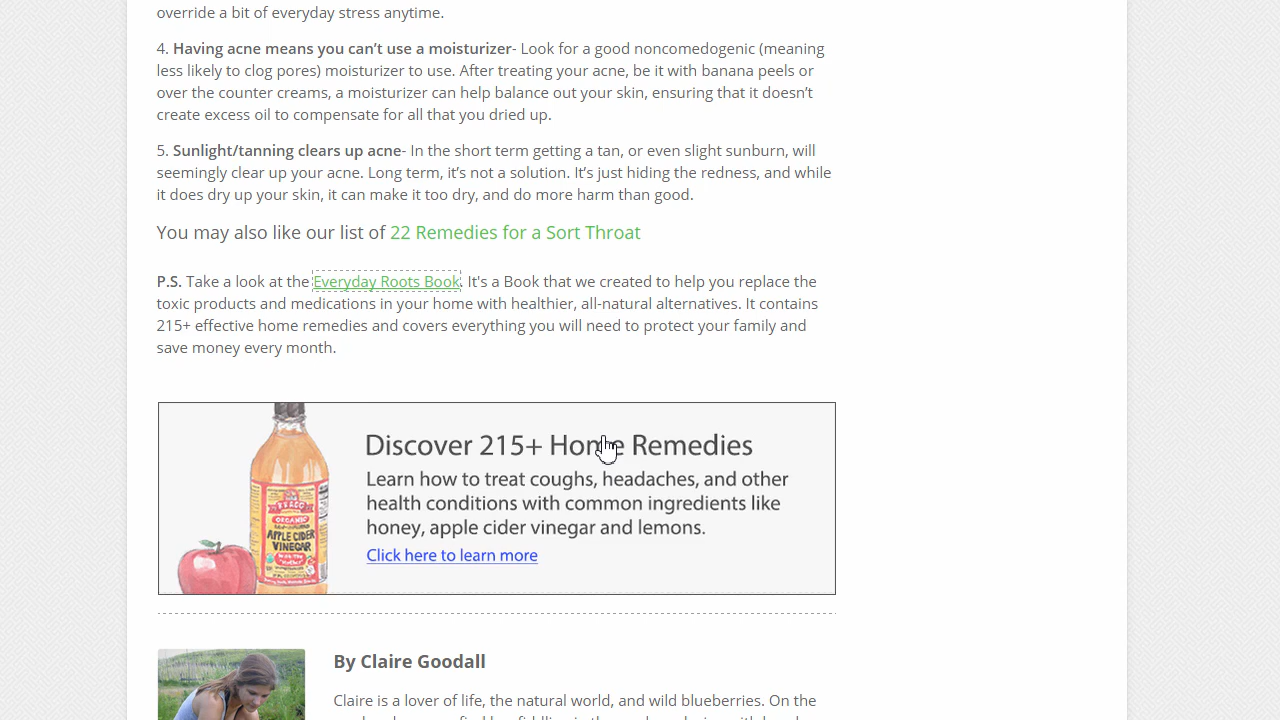 override a bit of everyday stress anytime.
4. Having acne means you can’t use a moisturizer- Look for a good noncomedogenic (meaning
less likely to clog pores) moisturizer to use. After treating your acne, be it with banana peels or
over the counter creams, a moisturizer can help balance out your skin, ensuring that it doesn’t
create excess oil to compensate for all that you dried up.
5. Sunlight/tanning clears up acne- In the short term getting a tan, or even slight sunburn, will
seemingly clear up your acne. Long term, it’s not a solution. It’s just hiding the redness, and while
it does dry up your skin, it can make it too dry, and do more harm than good.
You may also like our list of 22 Remedies for a Sort Throat
P.S. Take a look at the Everyday Roots Book. It's a Book that we created to help you replace the
toxic products and medications in your home with healthier, all-natural alternatives. It contains
215+ effective home remedies and covers everything you will need to protect your family and
save money every month.
Discover 215+ Home Remedies
Learn how to treat coughs, headaches, and other
health conditions with common ingredients like
honey, apple cider vinegar and lemons.
Click here to learn more
BRAGG
ORGANIC
APPLE CIDER
VINEGAR
By Claire Goodall
Claire is a lover of life, the natural world, and wild blueberries. On the